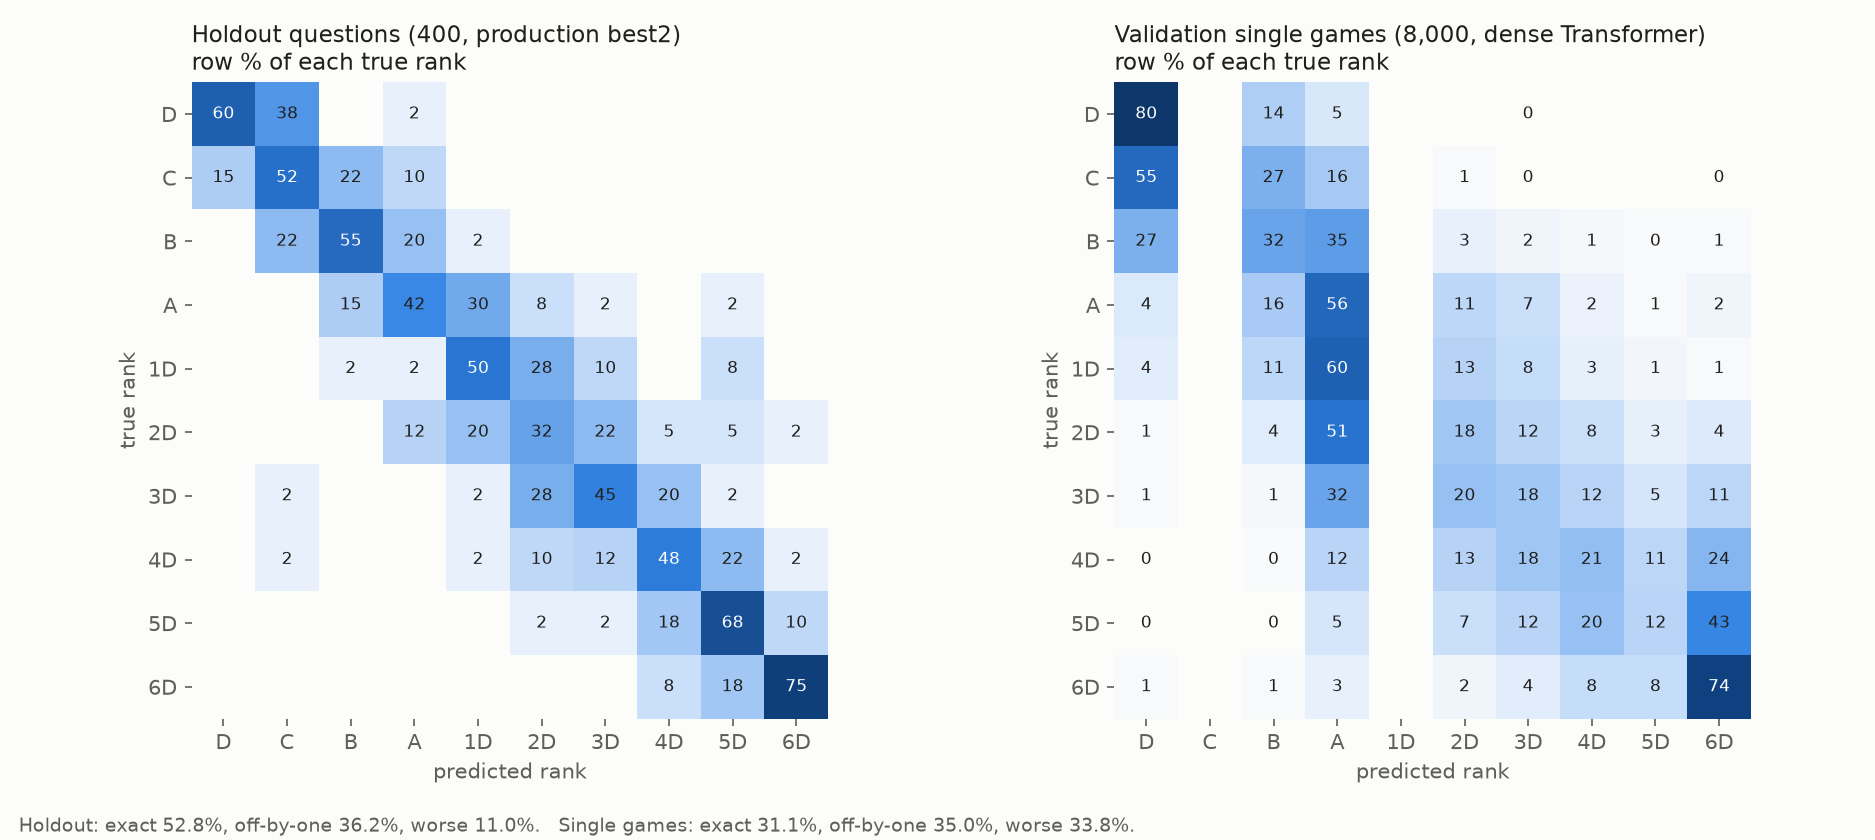 Holdout questions (400, production best2)
row % of each true rank
D 60 38 2
C 15 52 22 10
B 22 55 20 2
A 15 42 30 8 2 2
1D 2 2 50 28 10 8
2D 12 20 32 22 5 5 2
3D 2 2 28 45 20 2
4D 2 2 10 12 48 22 2
5D 2 2 18 68 10
6D 8 18 75
D C B A 1D 2D 3D 4D 5D 6D
true rank
predicted rank
Validation single games (8,000, dense Transformer)
row % of each true rank
D 80 14 5 0
C 55 27 16 1 0 0
B 27 32 35 3 2 1 0 1
A 4 16 56 11 7 2 1 2
1D 4 11 60 13 8 3 1 1
2D 1 4 51 18 12 8 3 4
3D 1 1 32 20 18 12 5 11
4D 0 0 12 13 18 21 11 24
5D 0 0 5 7 12 20 12 43
6D 1 1 3 2 4 8 8 74
D C B A 1D 2D 3D 4D 5D 6D
true rank
predicted rank
Holdout: exact 52.8%, off-by-one 36.2%, worse 11.0%. Single games: exact 31.1%, off-by-one 35.0%, worse 33.8%.